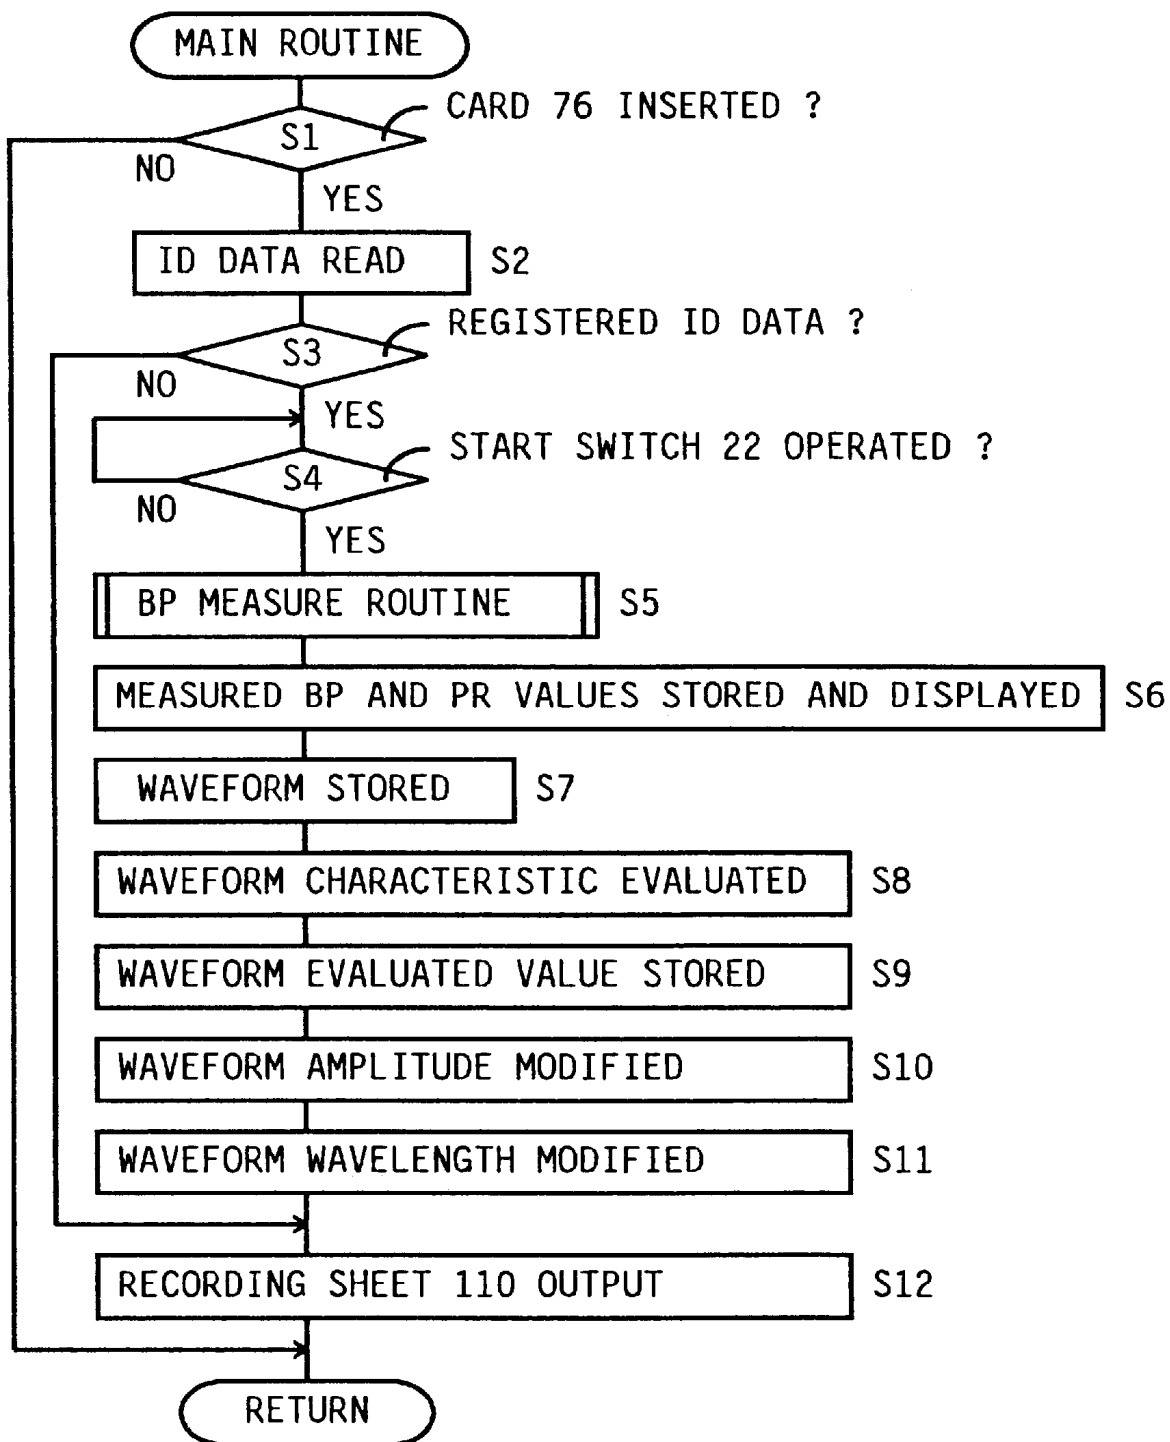 MAIN ROUTINE
CARD 76 INSERTED ?
S1
NO
YES
ID DATA READ S2
REGISTERED ID DATA ?
S3
NO
YES
START SWITCH 22 OPERATED ?
S4
NO
YES
BP MEASURE ROUTINE S5
MEASURED BP AND PR VALUES STORED AND DISPLAYED S6
WAVEFORM STORED S7
WAVEFORM CHARACTERISTIC EVALUATED S8
WAVEFORM EVALUATED VALUE STORED S9
WAVEFORM AMPLITUDE MODIFIED S10
WAVEFORM WAVELENGTH MODIFIED S11
RECORDING SHEET 110 OUTPUT S12
RETURN